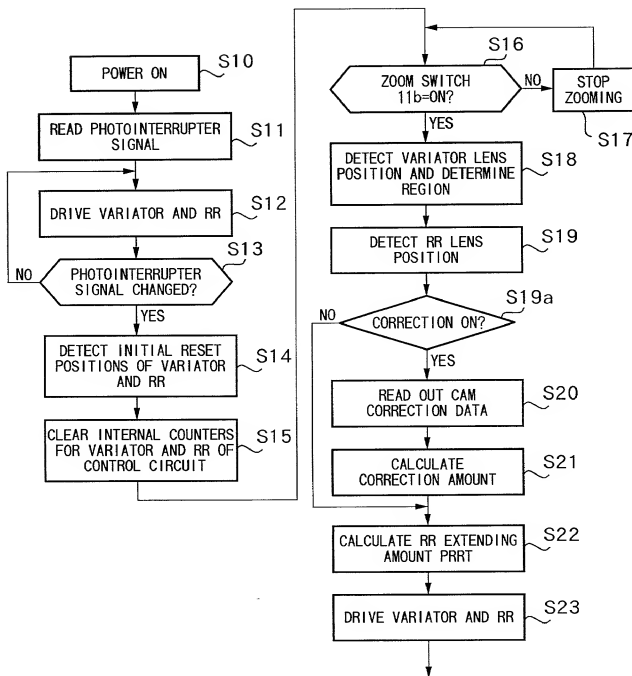 S10
POWER ON
S11
READ PHOTOINTERRUPTER
SIGNAL
S12
DRIVE VARIATOR AND RR
S13
NO
PHOTOINTERRUPTER
SIGNAL CHANGED?
YES
S14
DETECT INITIAL RESET
POSITIONS OF VARIATOR
AND RR
S15
CLEAR INTERNAL COUNTERS
FOR VARIATOR AND RR OF
CONTROL CIRCUIT
S16
ZOOM SWITCH
11b=ON?
NO
STOP
ZOOMING
S17
YES
S18
DETECT VARIATOR LENS
POSITION AND DETERMINE
REGION
S19
DETECT RR LENS
POSITION
S19a
NO
CORRECTION ON?
YES
S20
READ OUT CAM
CORRECTION DATA
S21
CALCULATE
CORRECTION AMOUNT
S22
CALCULATE RR EXTENDING
AMOUNT PRRT
S23
DRIVE VARIATOR AND RR